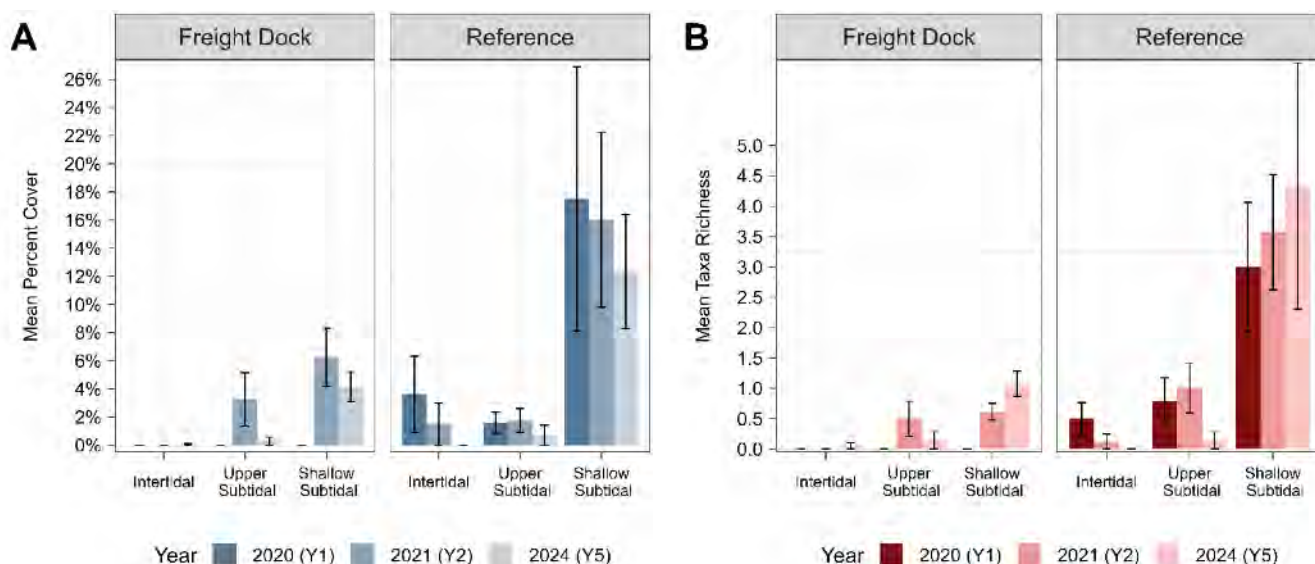 A
Freight Dock
Reference
Mean Percent Cover
26%
24%
22%
20%
18%
16%
14%
12%
10%
8%
6%
4%
2%
0%
Intertidal
Upper
Subtidal
Shallow
Subtidal
Intertidal
Upper
Subtidal
Shallow
Subtidal
Year 2020 (Y1) 2021 (Y2) 2024 (Y5)
B
Freight Dock
Reference
Mean Taxa Richness
5.0
4.5
4.0
3.5
3.0
2.5
2.0
1.5
1.0
0.5
0.0
Intertidal
Upper
Subtidal
Shallow
Subtidal
Intertidal
Upper
Subtidal
Shallow
Subtidal
Year 2020 (Y1) 2021 (Y2) 2024 (Y5)